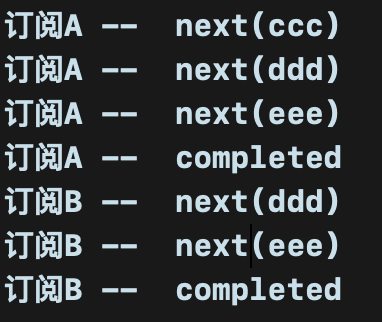 订阅A --  next(ccc)
订阅A --  next(ddd)
订阅A --  next(eee)
订阅A --  completed
订阅B --  next(ddd)
订阅B --  next(eee)
订阅B --  completed